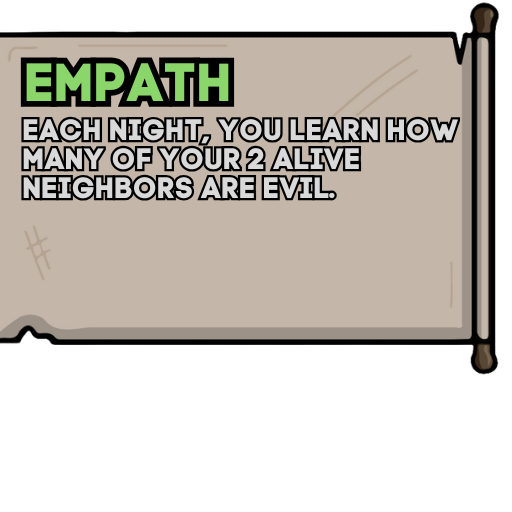 EMPATH
EACH NIGHT, YOU LEARN HOW
MANY OF YOUR 2 ALIVE
NEIGHBORS ARE EVIL.